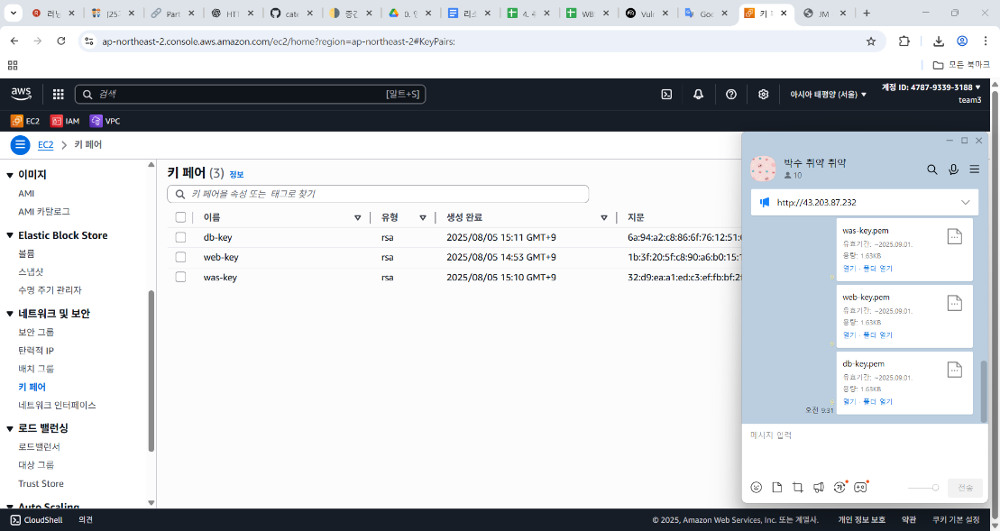 러닝
[25기
Part
HTT
cate
중간
0. 인
리스
4. 주
WB
Vuln
Goo
키 페
JM
ap-northeast-2.console.aws.amazon.com/ec2/home?region=ap-northeast-2#KeyPairs:
모든 북마크
aws
검색
[알트+S]
아시아 태평양 (서울)
계정 ID: 4787-9339-3188
team3
EC2
IAM
VPC
EC2
키 페어
이미지
AMI
AMI 카탈로그
Elastic Block Store
볼륨
스냅샷
수명 주기 관리자
네트워크 및 보안
보안 그룹
탄력적 IP
배치 그룹
키 페어
네트워크 인터페이스
로드 밸런싱
로드밸런서
대상 그룹
Trust Store
Auto Scaling
키 페어 (3) 정보
키 페어을 속성 또는 태그로 찾기
이름 유형 생성 완료 지문
db-key rsa 2025/08/05 15:11 GMT+9 6a:94:a2:c8:86:6f:76:12:51:
web-key rsa 2025/08/05 14:53 GMT+9 1b:3f:20:5f:c8:90:a6:b0:15:
was-key rsa 2025/08/05 15:10 GMT+9 32:d9:ea:a1:ed:c3:ef:fb:bf:2
박수 취약 취약
10
http://43.203.87.232
was-key.pem
유효기간: ~2025.09.01.
용량: 1.63KB
열기 · 폴더 열기
web-key.pem
유효기간: ~2025.09.01.
용량: 1.63KB
열기 · 폴더 열기
db-key.pem
유효기간: ~2025.09.01.
용량: 1.63KB
열기 · 폴더 열기
오전 9:31
메시지 입력
전송
CloudShell
의견
© 2025, Amazon Web Services, Inc. 또는 계열사.
개인 정보 보호
약관
쿠키 기본 설정